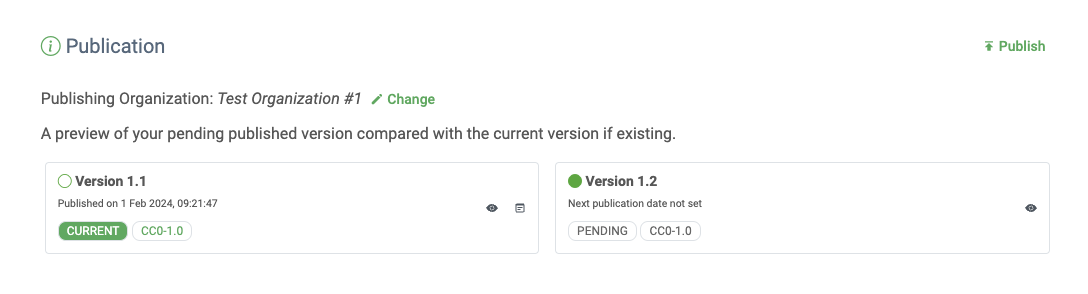 Publication
Publish
Publishing Organization: Test Organization #1 Change
A preview of your pending published version compared with the current version if existing.
Version 1.1
Published on 1 Feb 2024, 09:21:47
CURRENT CC0-1.0
Version 1.2
Next publication date not set
PENDING CC0-1.0